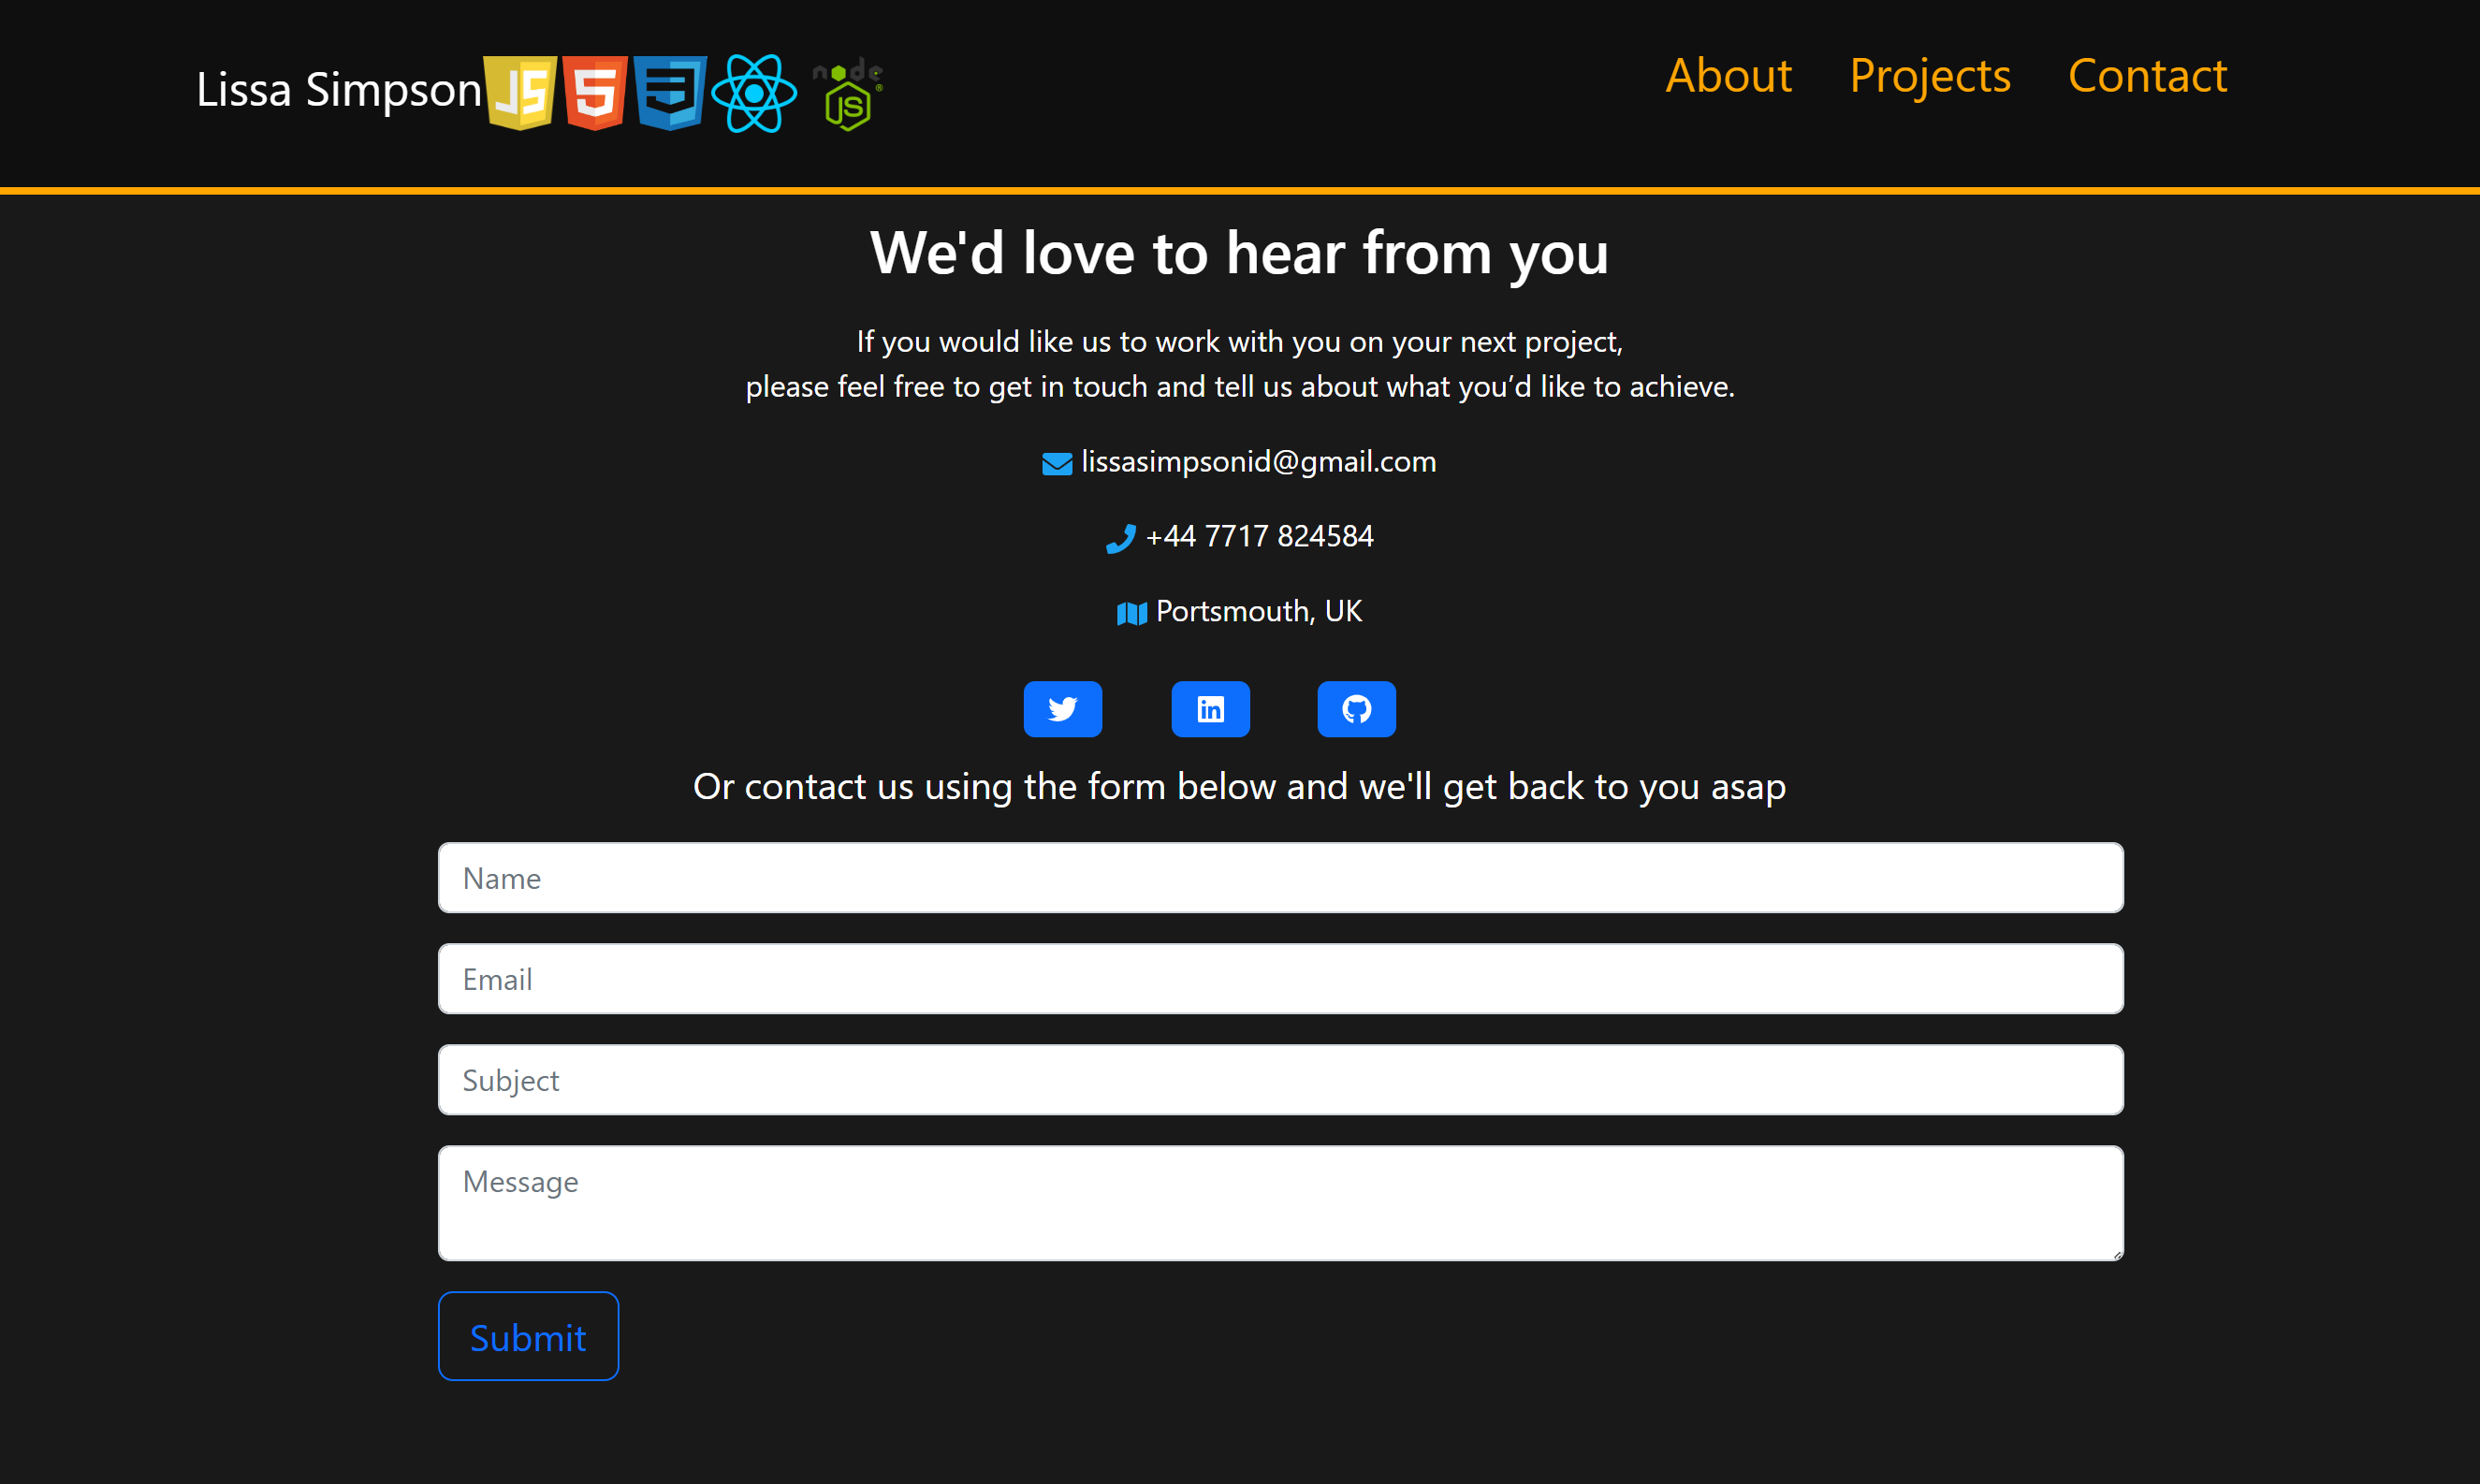 Lissa Simpson JS 5 3 node JS ® About Projects Contact
We'd love to hear from you
If you would like us to work with you on your next project,
please feel free to get in touch and tell us about what you’d like to achieve.
lissasimpsonid@gmail.com
+44 7717 824584
Portsmouth, UK
in
Or contact us using the form below and we'll get back to you asap
Name
Email
Subject
Message
Submit